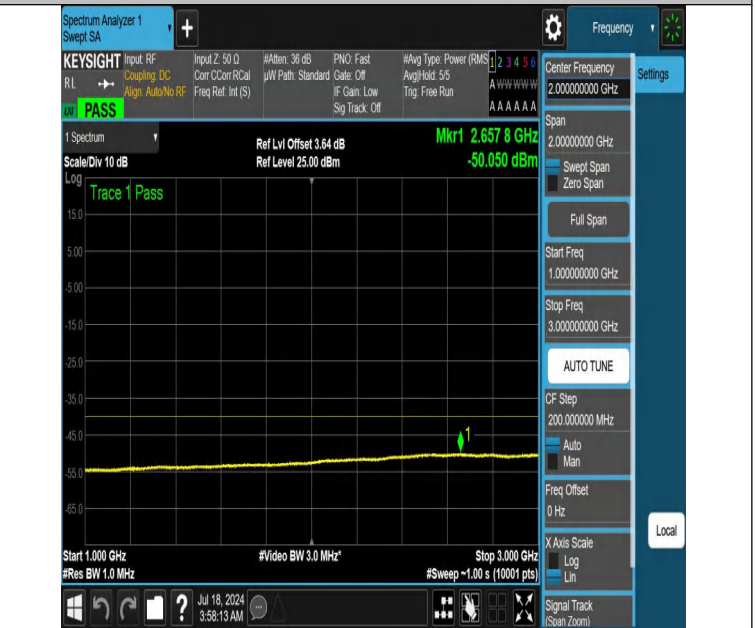 Spectrum Analyzer 1
Swept SA
+
Frequency
KEYSIGHT
RL
PASS
Input: RF
Coupling: DC
Align: Auto/No RF
Input Z: 50 Ω
Corr CCorr RCal
Freq Ref: Int (S)
#Atten: 36 dB
µW Path: Standard
PNO: Fast
Gate: Off
IF Gain: Low
Sig Track: Off
#Avg Type: Power (RMS
Avg|Hold: 5/5
Trig: Free Run
1 2 3 4 5 6
A W W W W W
A A A A A A
1 Spectrum
Scale/Div 10 dB
Ref Lvl Offset 3.64 dB
Ref Level 25.00 dBm
Mkr1 2.657 8 GHz
-50.050 dBm
Log
Trace 1 Pass
15.0
5.00
-5.00
-15.0
-25.0
-35.0
-45.0
-55.0
-65.0
1
Start 1.000 GHz
#Res BW 1.0 MHz
#Video BW 3.0 MHz*
Stop 3.000 GHz
#Sweep ~1.00 s (10001 pts)
?
Jul 18, 2024
3:58:13 AM
Center Frequency
2.000000000 GHz
Settings
Span
2.00000000 GHz
Swept Span
Zero Span
Full Span
Start Freq
1.000000000 GHz
Stop Freq
3.000000000 GHz
AUTO TUNE
CF Step
200.000000 MHz
Auto
Man
Freq Offset
0 Hz
X Axis Scale
Log
Lin
Local
Signal Track
(Span Zoom)